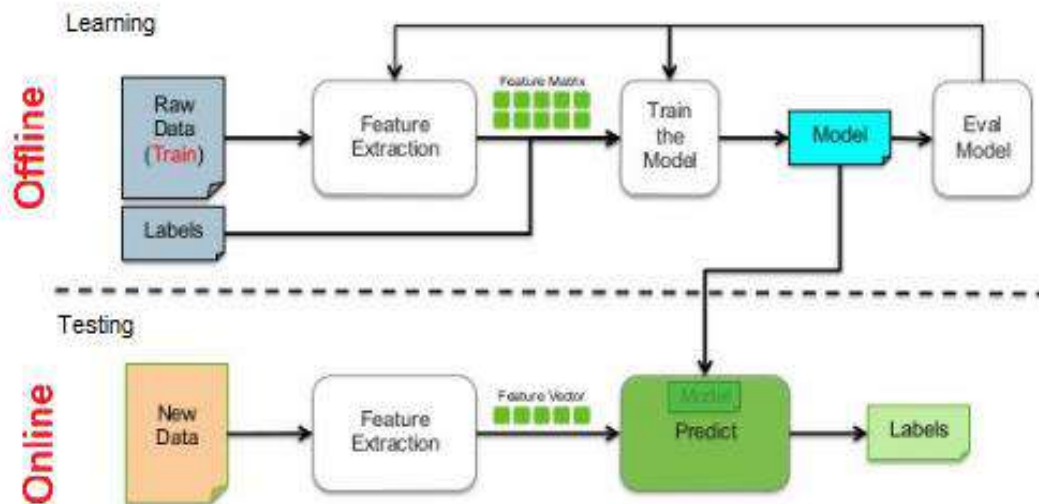 Learning
Offline
Raw
Data
(Train)
Labels
Feature
Extraction
Feature Matrix
Train
the
Model
Model
Eval
Model
Testing
Online
New
Data
Feature
Extraction
Feature Vector
Model
Predict
Labels